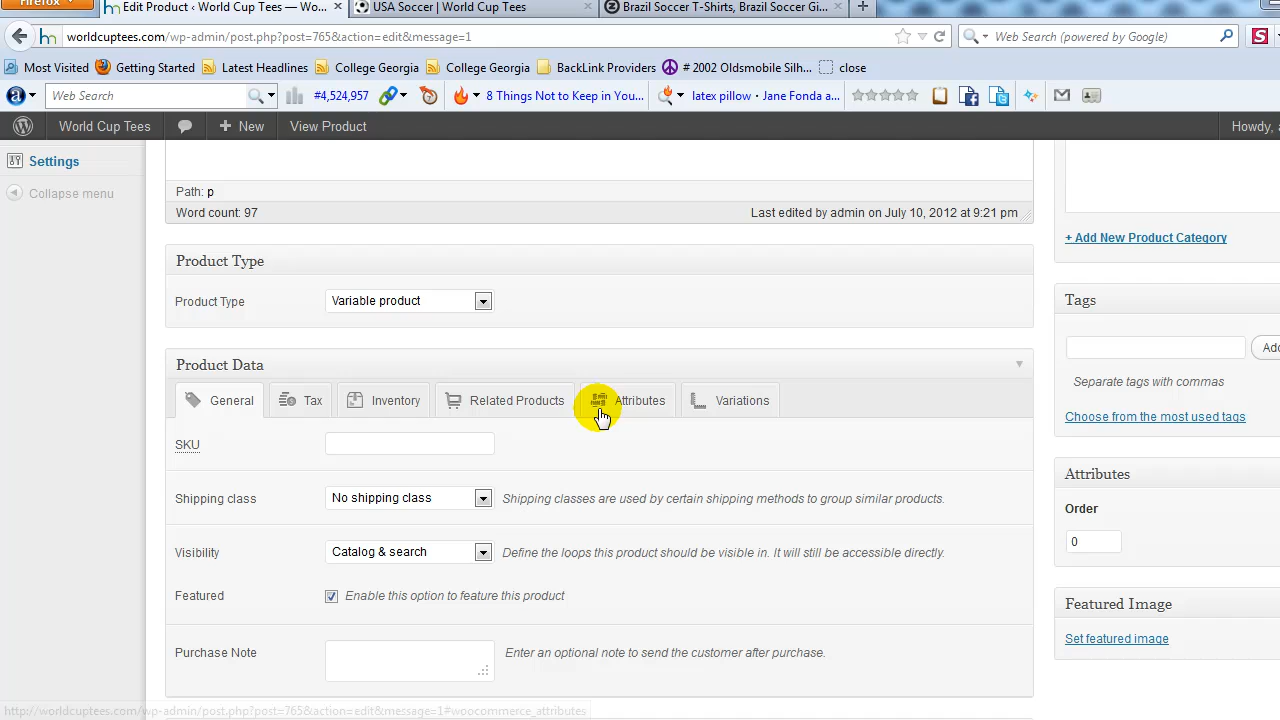 Firefox
Edit Product ‹ World Cup Tees — Wo...
USA Soccer | World Cup Tees
Brazil Soccer T-Shirts, Brazil Soccer Gi...
worldcuptees.com/wp-admin/post.php?post=765&action=edit&message=1
Web Search (powered by Google)
Most Visited Getting Started Latest Headlines College Georgia College Georgia BackLink Providers # 2002 Oldsmobile Silh... close
Web Search #4,524,957 8 Things Not to Keep in You... latex pillow • Jane Fonda a...
World Cup Tees + New View Product Howdy, a
Settings
Collapse menu
Path: p
Word count: 97 Last edited by admin on July 10, 2012 at 9:21 pm
+ Add New Product Category
Product Type
Product Type Variable product
Tags
Add
Separate tags with commas
Choose from the most used tags
Product Data
General Tax Inventory Related Products Attributes Variations
SKU
Shipping class No shipping class Shipping classes are used by certain shipping methods to group similar products.
Visibility Catalog & search Define the loops this product should be visible in. It will still be accessible directly.
Featured Enable this option to feature this product
Purchase Note Enter an optional note to send the customer after purchase.
Attributes
Order
0
Featured Image
Set featured image
http://worldcuptees.com/wp-admin/post.php?post=765&action=edit&message=1#woocommerce_attributes